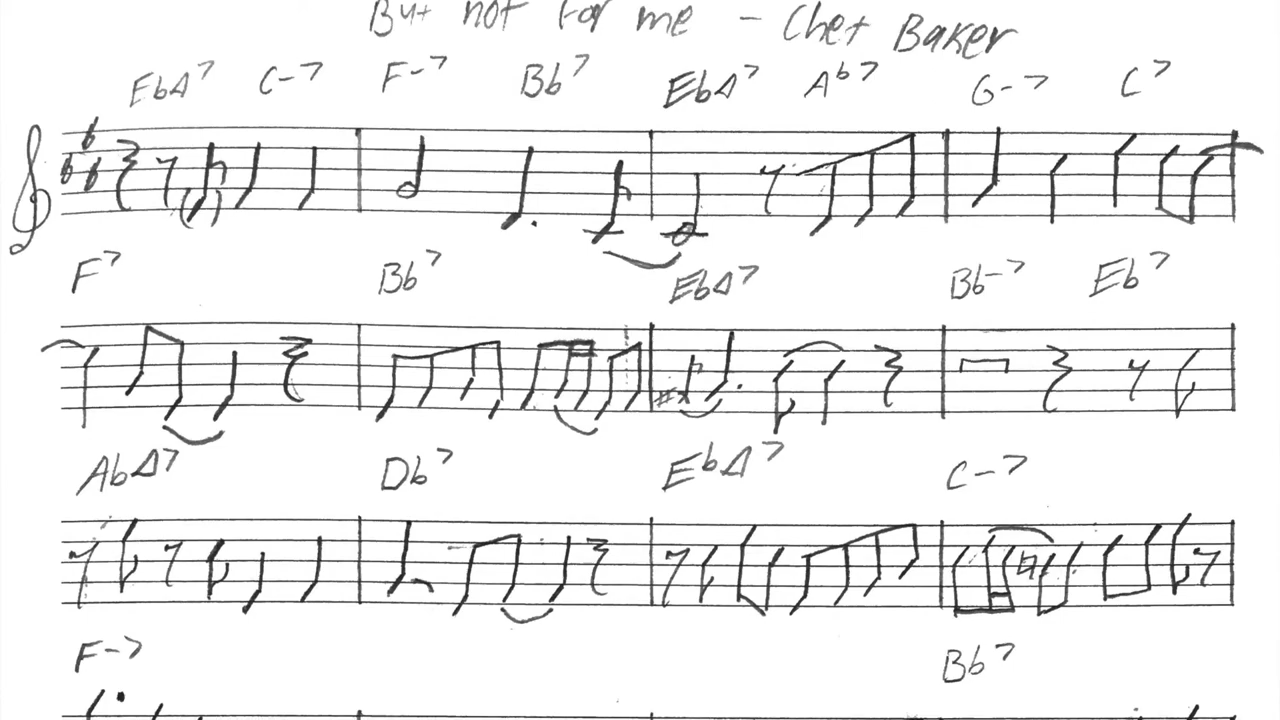 But not for me - Chet Baker
EbΔ7 C-7 F-7 Bb7 EbΔ7 Ab7 G-7 C7
F7 Bb7 EbΔ7 Bb-7 Eb7
AbΔ7 Db7 EbΔ7 C-7
F-7 Bb7